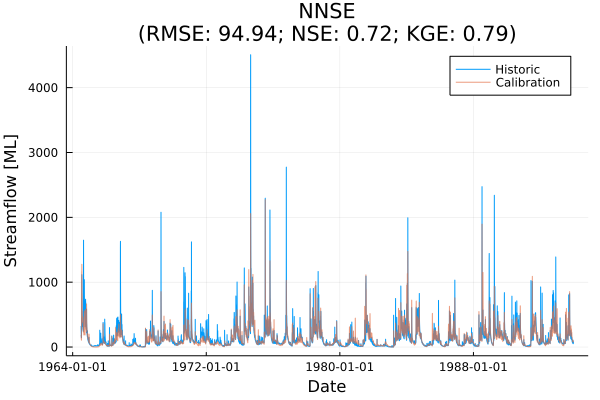 NNSE
(RMSE: 94.94; NSE: 0.72; KGE: 0.79)
Historic
Calibration
Streamflow [ML]
4000
3000
2000
1000
0
1964-01-01 1972-01-01 1980-01-01 1988-01-01
Date